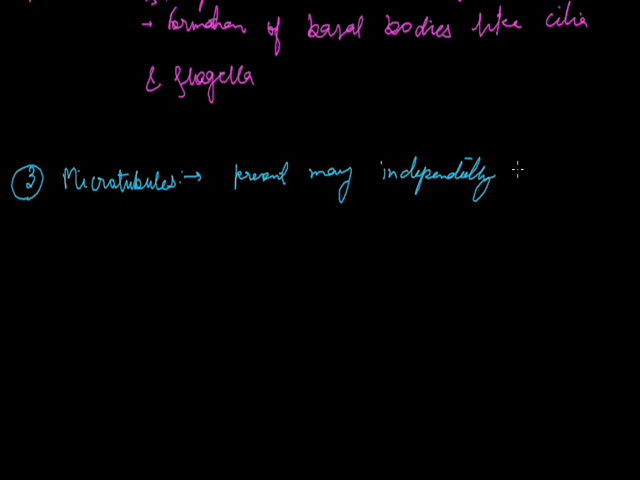 → formation of basal bodies like cilia
& flagella
③ Microtubules:→ present may independently